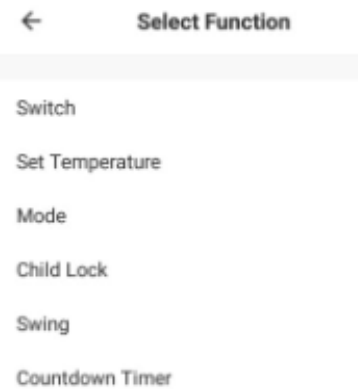 Select Function
Switch
Set Temperature
Mode
Child Lock
Swing
Countdown Timer